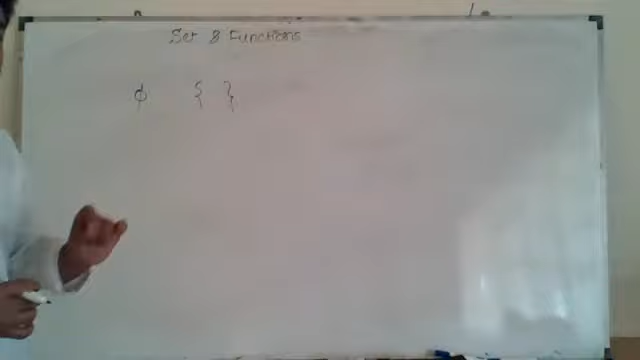 Set & Functions
ϕ { }